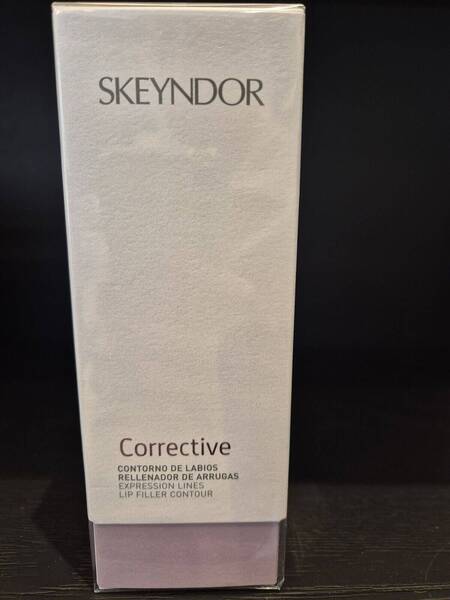 SKEYNDOR
Corrective
CONTORNO DE LABIOS
RELLENADOR DE ARRUGAS
EXPRESSION LINES
LIP FILLER CONTOUR